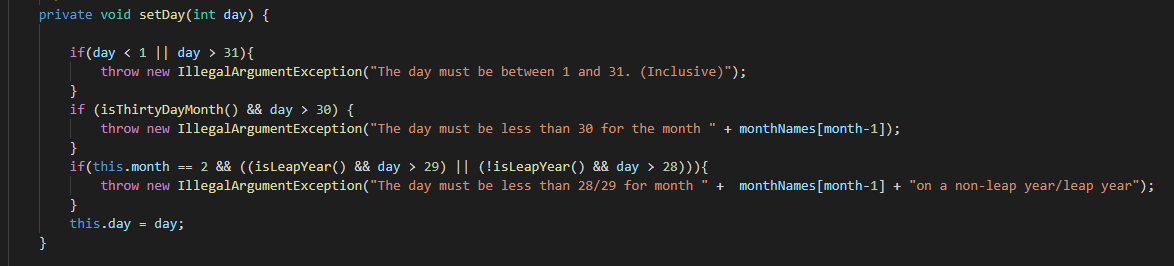 private void setDay(int day) {
if(day < 1 || day > 31){
throw new IllegalArgumentException("The day must be between 1 and 31. (Inclusive)");
}
if (isThirtyDayMonth() && day > 30) {
throw new IllegalArgumentException("The day must be less than 30 for the month " + monthNames[month-1]);
}
if(this.month == 2 && ((isLeapYear() && day > 29) || (!isLeapYear() && day > 28))){
throw new IllegalArgumentException("The day must be less than 28/29 for month " +  monthNames[month-1] + "on a non-leap year/leap year");
}
this.day = day;
}